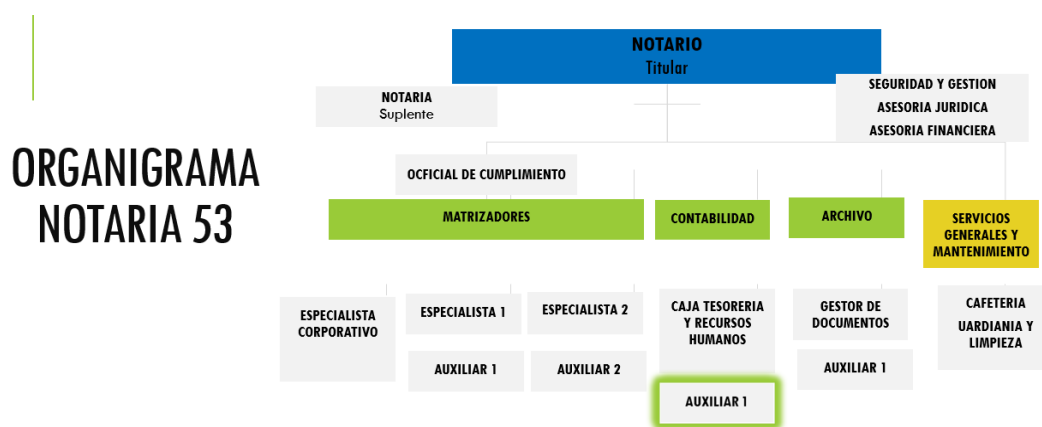 ORGANIGRAMA
NOTARIA 53
NOTARIO
Titular
NOTARIA
Suplente
SEGURIDAD Y GESTION
ASESORIA JURIDICA
ASESORIA FINANCIERA
OCFICIAL DE CUMPLIMIENTO
MATRIZADORES
CONTABILIDAD
ARCHIVO
SERVICIOS
GENERALES Y
MANTENIMIENTO
ESPECIALISTA
CORPORATIVO
ESPECIALISTA 1
AUXILIAR 1
ESPECIALISTA 2
AUXILIAR 2
CAJA TESORERIA
Y RECURSOS
HUMANOS
AUXILIAR 1
GESTOR DE
DOCUMENTOS
AUXILIAR 1
CAFETERIA
UARDIANIA Y
LIMPIEZA